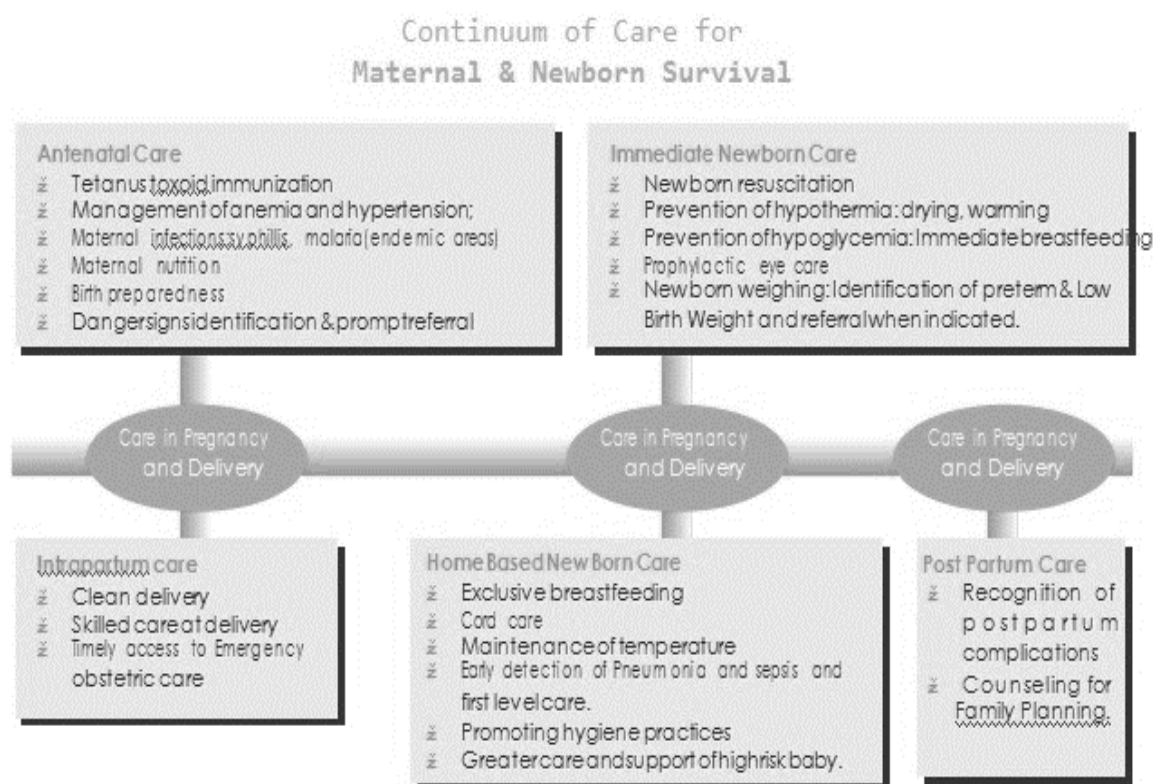 Continuum of Care for
Maternal & Newborn Survival
Antenatal Care
ž Tetanus toxoid immunization
ž Management of anemia and hypertension;
ž Maternal infections:syphillis, malaria(endemic areas)
ž Maternal nutrition
ž Birth preparedness
ž Danger signs identification & prompt referral
Immediate Newborn Care
ž Newborn resuscitation
ž Prevention of hypothermia: drying, warming
ž Prevention of hypoglycemia: Immediate breastfeeding
ž Prophylactic eye care
ž Newborn weighing: Identification of preterm & Low
Birth Weight and referral when indicated.
Care in Pregnancy
and Delivery
Care in Pregnancy
and Delivery
Care in Pregnancy
and Delivery
Intrapartum care
ž Clean delivery
ž Skilled care at delivery
ž Timely access to Emergency
obstetric care
Home Based New Born Care
ž Exclusive breastfeeding
ž Cord care
ž Maintenance of temperature
ž Early detection of Pneumonia and sepsis and
first level care.
ž Promoting hygiene practices
ž Greater care and support of high risk baby.
Post Partum Care
ž Recognition of
postpartum
complications
ž Counseling for
Family Planning.